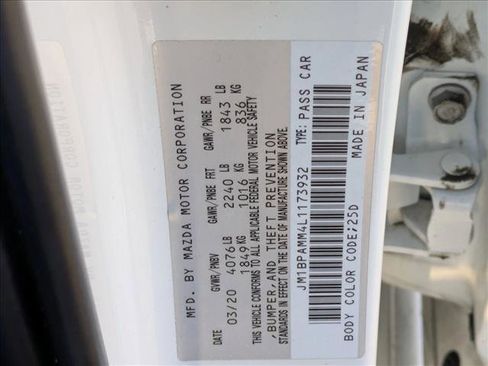 MFD. BY MAZDA MOTOR CORPORATION
GVWR/PNBV GAWR/PNBE FRT GAWR/PNBE RR
03/20 4076 LB 2240 LB 1843 LB
1849 KG 1016 KG 836 KG
THIS VEHICLE CONFORMS TO ALL APPLICABLE FEDERAL MOTOR VEHICLE SAFETY
, BUMPER, AND THEFT PREVENTION
STANDARDS IN EFFECT ON THE DATE OF MANUFACTURE SHOWN ABOVE.
JM1BPAMM4L1173932 TYPE: PASS CAR
BODY COLOR CODE;25D MADE IN JAPAN